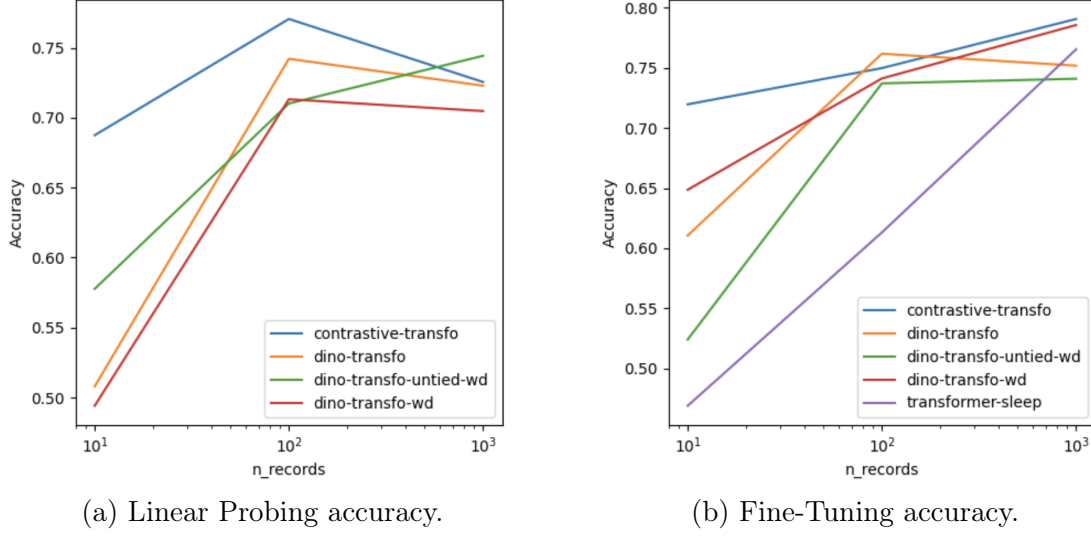 0.75
0.70
0.65
0.60
0.55
0.50
Accuracy
contrastive-transfo
dino-transfo
dino-transfo-untied-wd
dino-transfo-wd
10¹ 10² 10³
n_records
(a) Linear Probing accuracy.
0.80
0.75
0.70
0.65
0.60
0.55
0.50
Accuracy
contrastive-transfo
dino-transfo
dino-transfo-untied-wd
dino-transfo-wd
transformer-sleep
10¹ 10² 10³
n_records
(b) Fine-Tuning accuracy.